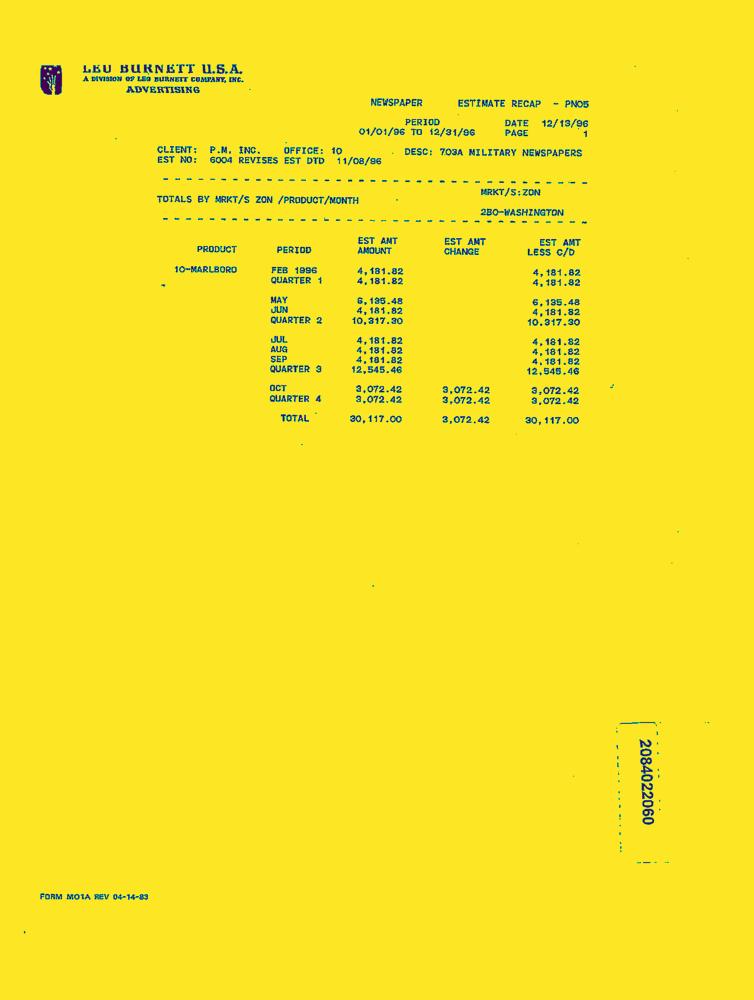 LEO BURNETT U.S.A.
A DIVISION OF LEO BURNETT COMPANY, INC.
ADVERTISING
NEWSPAPER ESTIMATE RECAP - PNO5
PERIOD DATE 12/13/96
01/01/96 TO 12/31/96 PAGE 1
CLIENT: P.M. INC. OFFICE: 10 DESC: 703A MILITARY NEWSPAPERS
EST NO: 6004 REVISES EST DTD 11/08/96
MRKT/S:ZON
TOTALS BY MRKT/S ZON /PRODUCT/MONTH
2BO-WASHINGTON
EST AMT EST AMT EST AMT
PRODUCT PERIOD AMOUNT CHANGE LESS C/D
10-MARLBORO FEB 1996 4,181.82 4,181.82
QUARTER 1 4,181.82 4,181.82
MAY 6,135.48 6,135.48
JUN 4,181.82 4,181.82
QUARTER 2 10,317.30 10,317.30
JUL 4,181.82 4,181.82
AUG 4,181.82 4,181.82
SEP 4,181.82 4,181.82
QUARTER 3 12,545.46 12,545.46
OCT 3,072.42 3,072.42 3,072.42
QUARTER 4 3,072.42 3,072.42 3,072.42
TOTAL 30,117.00 3,072.42 30,117.00
2084022060
FORM MO1A REV 04-14-83